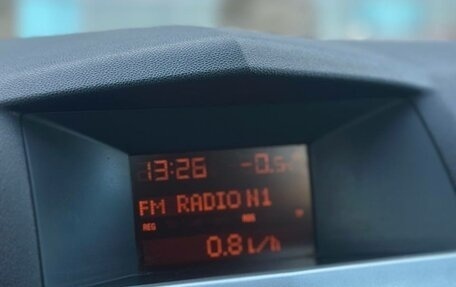 13:26 -0.5°
FM RADIO N1
REG
0.8 l/h